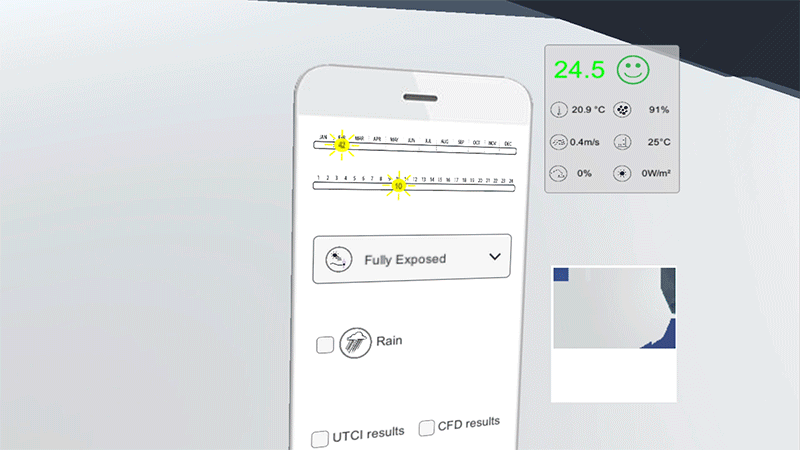 JAN FEB MAR APR MAY JUN JUL AUG SEP OCT NOV DEC
42
1 2 3 4 5 6 7 8 9 10 11 12 13 14 15 16 17 18 19 20 21 22 23 24
10
Fully Exposed
Rain
UTCI results
CFD results
24.5
20.9 °C
91%
0.4m/s
25°C
0%
0W/m²